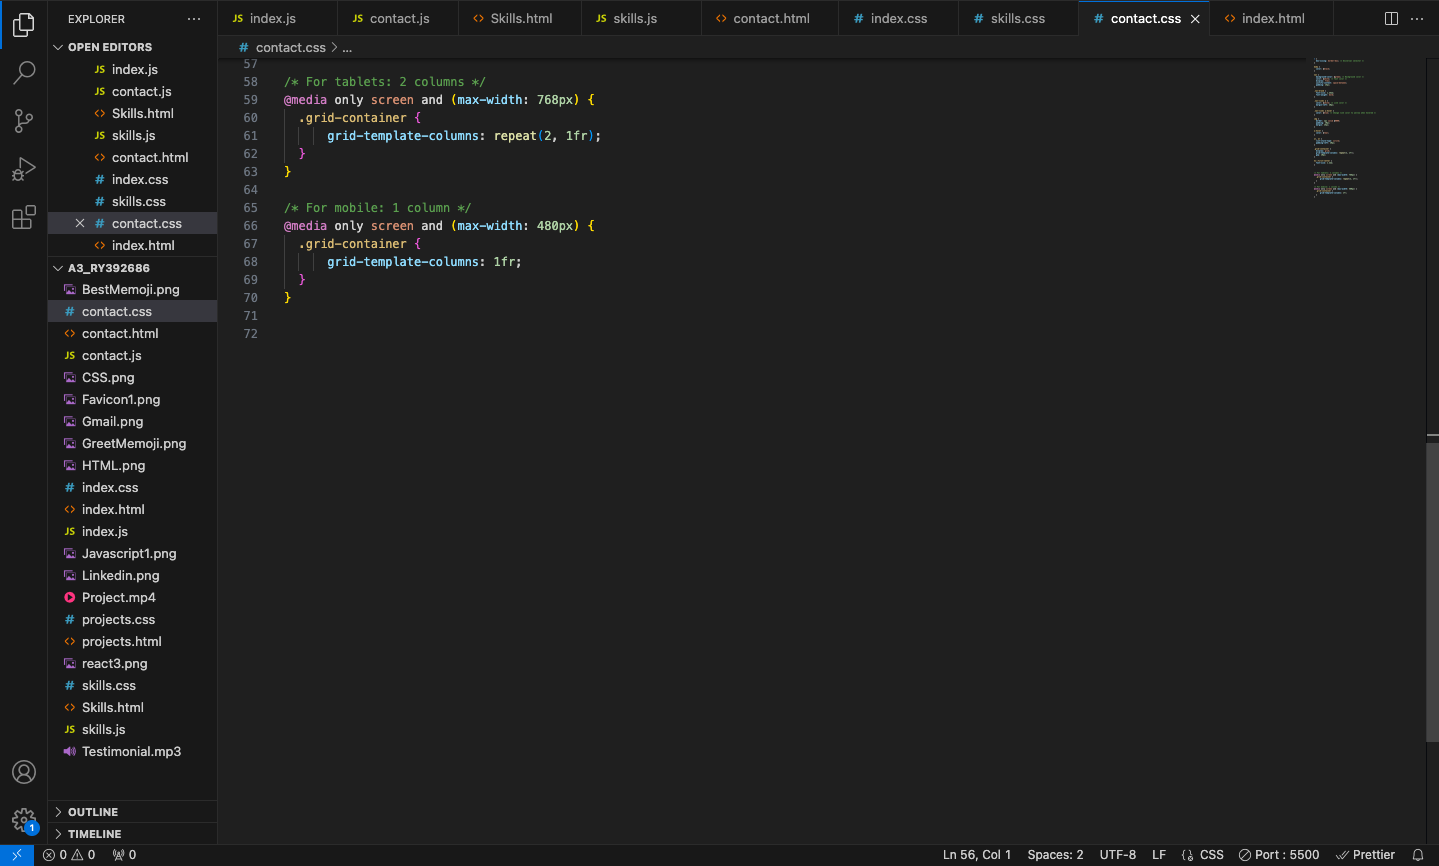 EXPLORER
OPEN EDITORS
JS index.js
JS contact.js
<> Skills.html
JS skills.js
<> contact.html
# index.css
# skills.css
# contact.css
<> index.html
A3_RY392686
BestMemoji.png
# contact.css
<> contact.html
JS contact.js
CSS.png
Favicon1.png
Gmail.png
GreetMemoji.png
HTML.png
# index.css
<> index.html
JS index.js
Javascript1.png
Linkedin.png
Project.mp4
# projects.css
<> projects.html
react3.png
# skills.css
<> Skills.html
JS skills.js
Testimonial.mp3
OUTLINE
TIMELINE
JS index.js JS contact.js <> Skills.html JS skills.js <> contact.html # index.css # skills.css # contact.css <> index.html
# contact.css > ...
57
58 /* For tablets: 2 columns */
59 @media only screen and (max-width: 768px) {
60 .grid-container {
61 grid-template-columns: repeat(2, 1fr);
62 }
63 }
64
65 /* For mobile: 1 column */
66 @media only screen and (max-width: 480px) {
67 .grid-container {
68 grid-template-columns: 1fr;
69 }
70 }
71
72
1
0 0 0 Ln 56, Col 1 Spaces: 2 UTF-8 LF {} CSS Port : 5500 Prettier